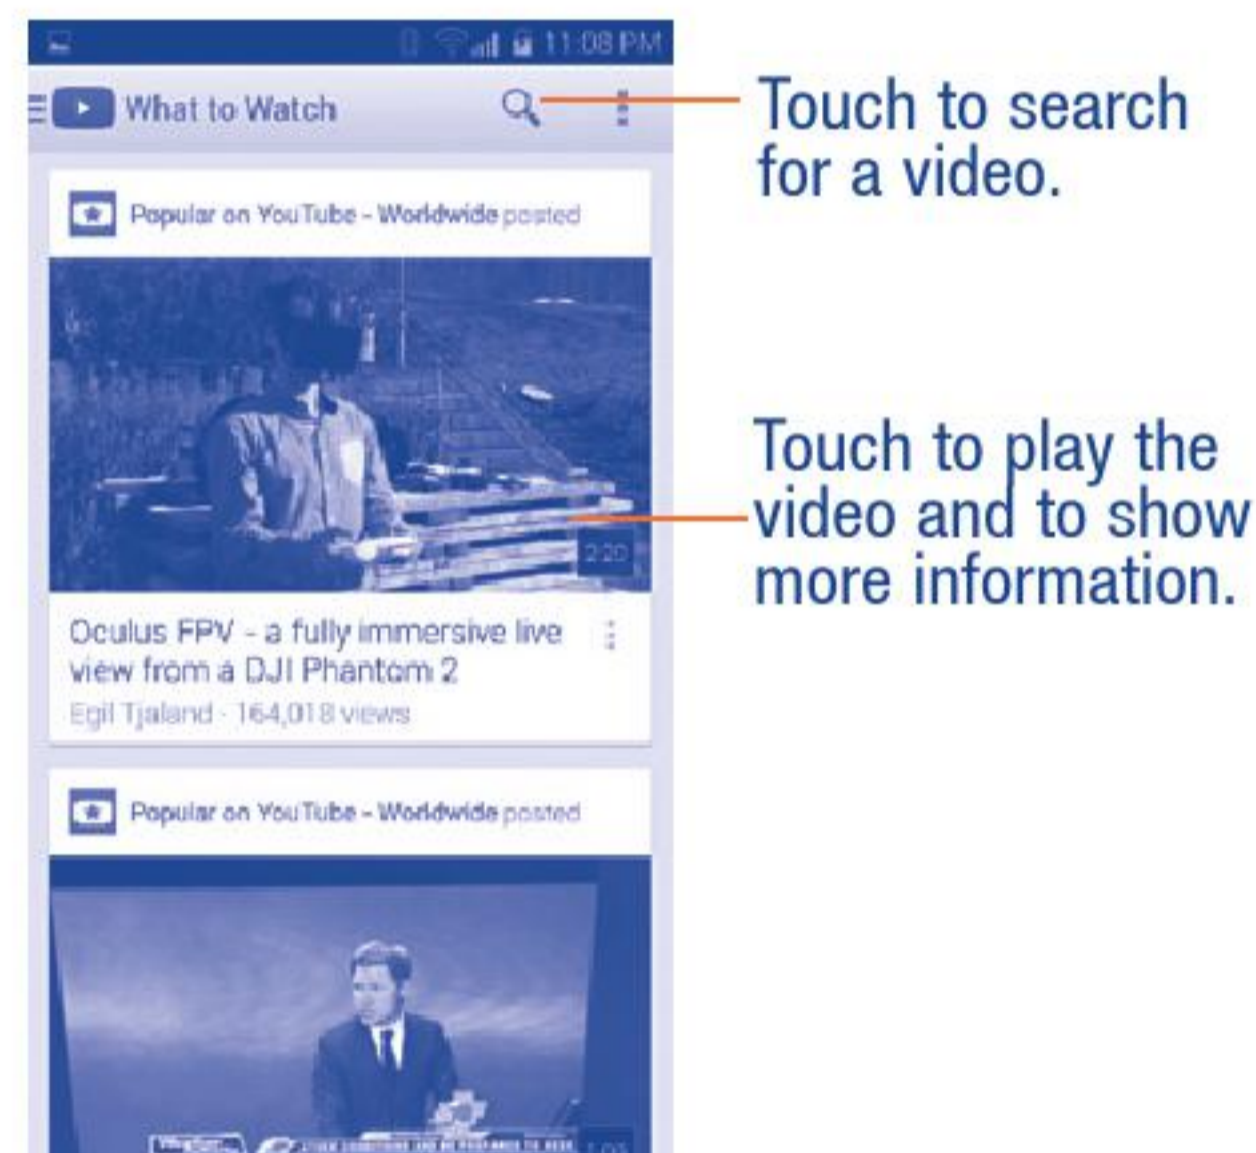 11:08 PM
What to Watch
Touch to search
for a video.
Popular on YouTube - Worldwide posted
Touch to play the
video and to show
more information.
2:20
Oculus FPV - a fully immersive live
view from a DJI Phantom 2
Egil Tjaland - 164,018 views
Popular on YouTube - Worldwide posted